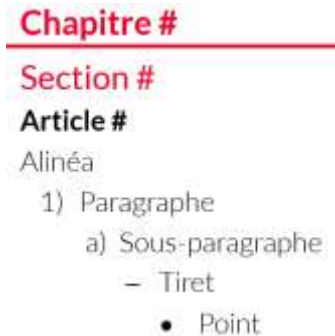 Chapitre #
Section #
Article #
Alinéa
1) Paragraphe
a) Sous-paragraphe
– Tiret
• Point